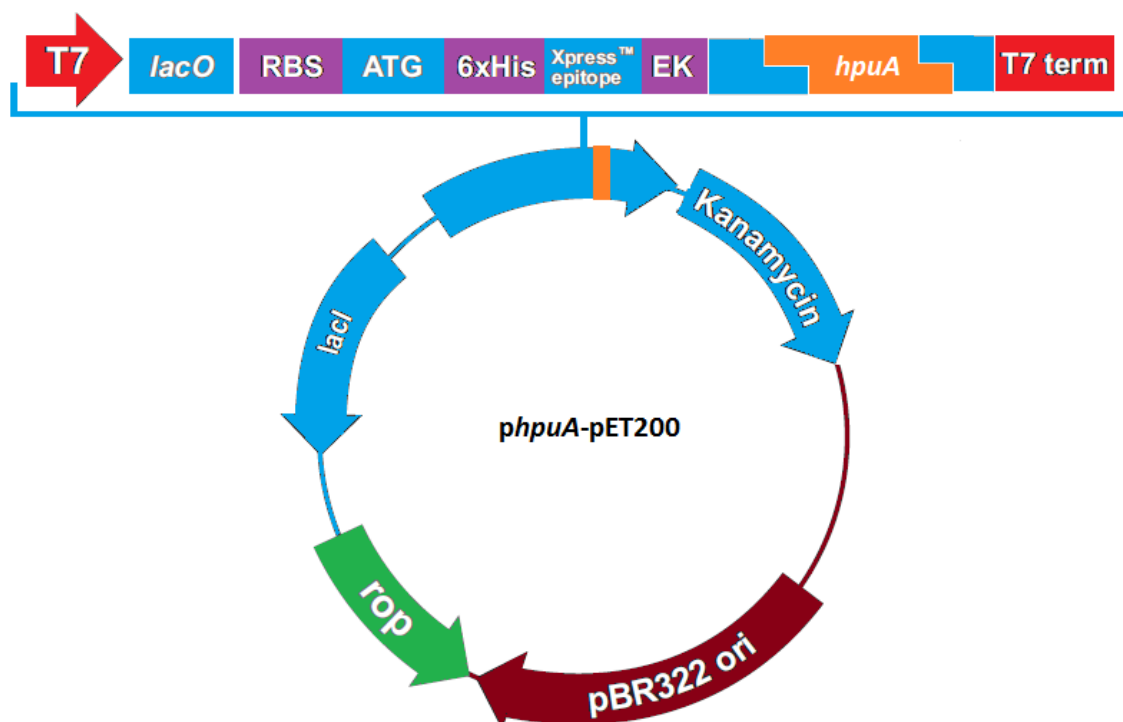 T7
lacO
RBS
ATG
6xHis
Xpress™
epitope
EK
hpuA
T7 term
Kanamycin
lacI
phpuA-pET200
rop
pBR322 ori